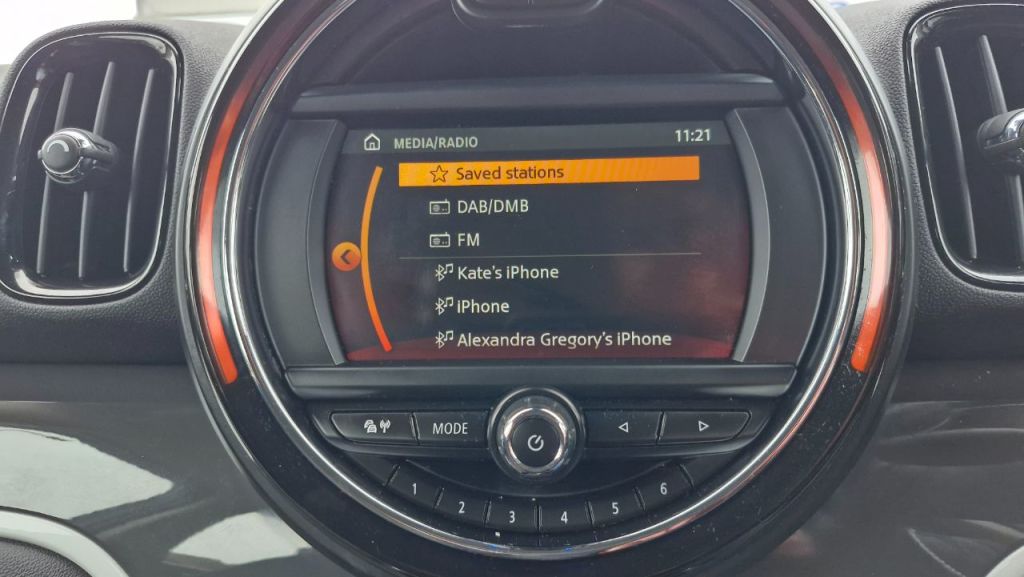 MEDIA/RADIO 11:21
Saved stations
DAB/DMB
FM
Kate's iPhone
iPhone
Alexandra Gregory's iPhone
MODE
1 2 3 4 5 6